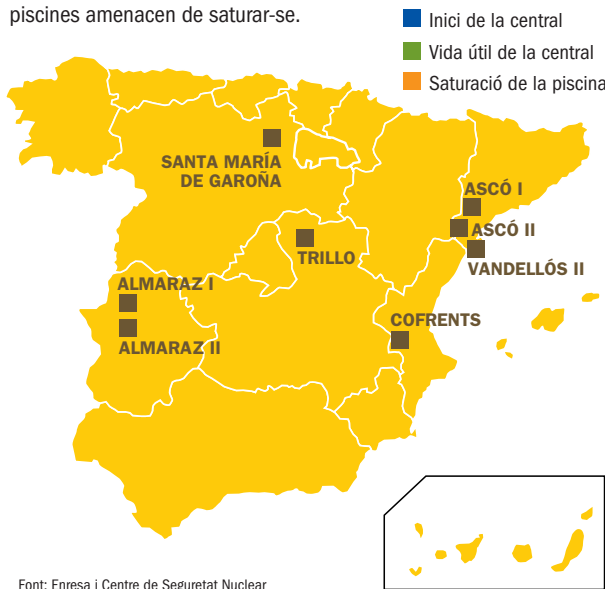 piscines amenacen de saturar-se.
Inici de la central
Vida útil de la central
Saturació de la piscina
SANTA MARÍA
DE GAROÑA
ASCÓ I
ASCÓ II
VANDELLÓS II
TRILLO
ALMARAZ I
ALMARAZ II
COFRENTS
Font: Enresa i Centre de Seguretat Nuclear